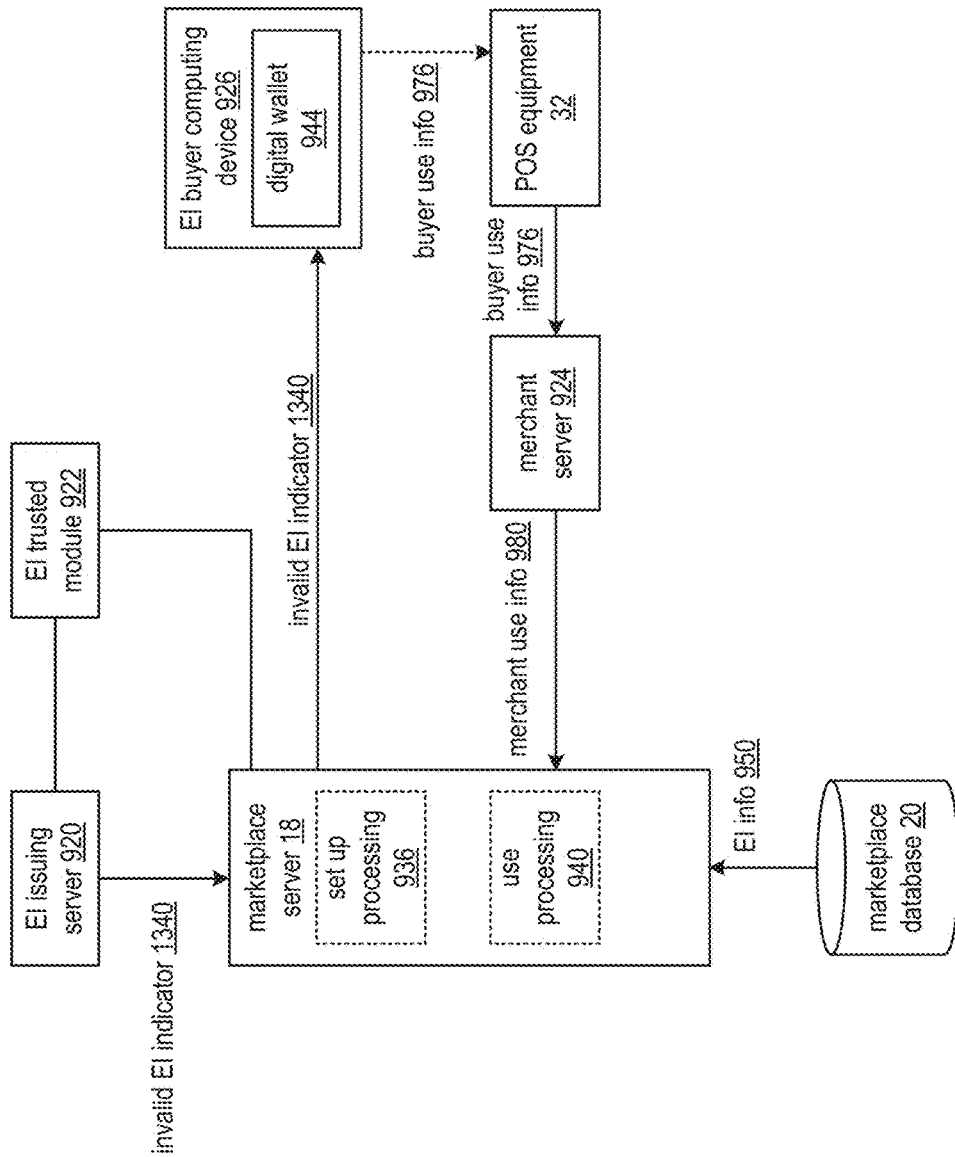 EI issuing
server 920
EI trusted
module 922
invalid EI indicator 1340
EI buyer computing
device 926
digital wallet
944
marketplace
server 18
set up
processing
936
invalid EI indicator 1340
buyer use info 976
use
processing
940
merchant use info 980
merchant
server 924
buyer use
info 976
POS equipment
32
EI info 950
marketplace
database 20